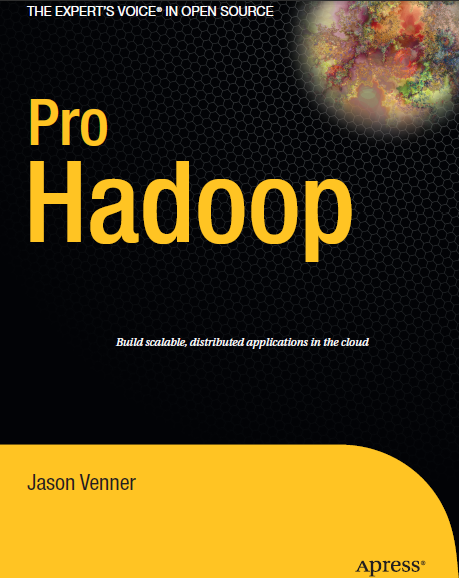 THE EXPERT'S VOICE® IN OPEN SOURCE
Pro
Hadoop
Build scalable, distributed applications in the cloud
Jason Venner
Apress®